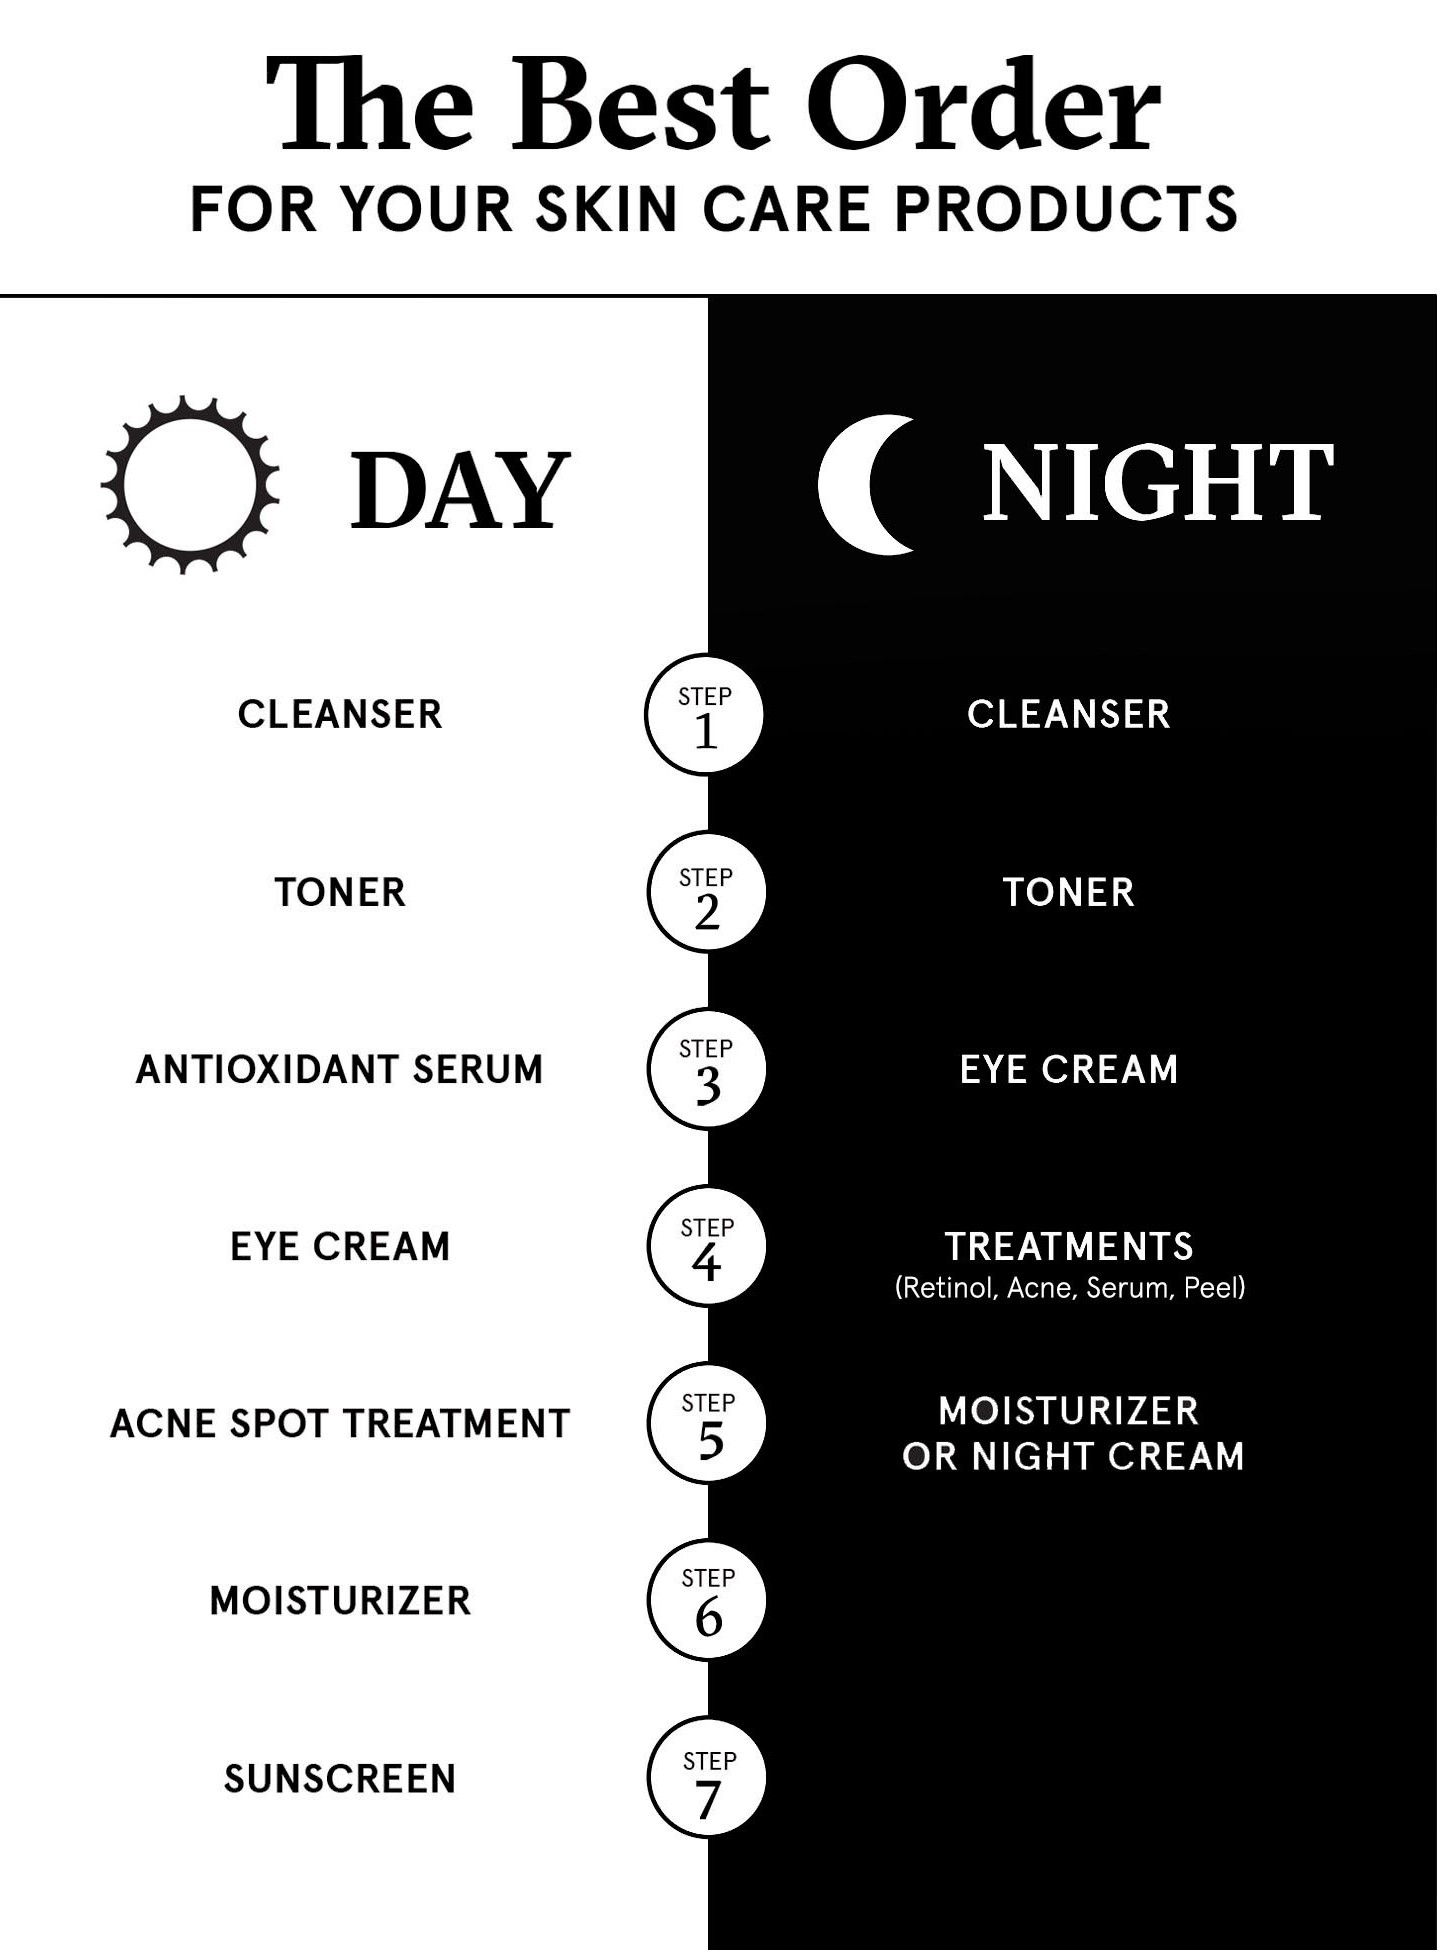 The Best Order
FOR YOUR SKIN CARE PRODUCTS
DAY
NIGHT
CLEANSER
STEP
1
CLEANSER
TONER
STEP
2
TONER
ANTIOXIDANT SERUM
STEP
3
EYE CREAM
EYE CREAM
STEP
4
TREATMENTS
(Retinol, Acne, Serum, Peel)
ACNE SPOT TREATMENT
STEP
5
MOISTURIZER
OR NIGHT CREAM
MOISTURIZER
STEP
6
SUNSCREEN
STEP
7